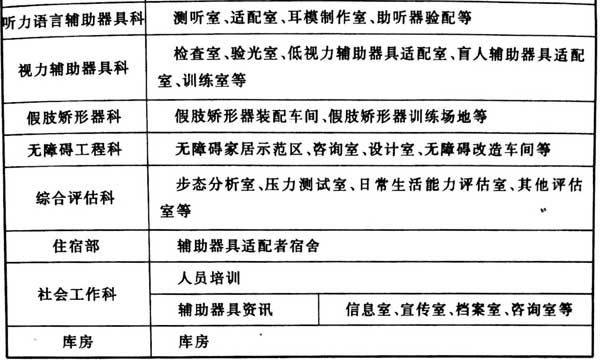 听力语言辅助器具科 测听室、适配室、耳模制作室、助听器验配等
视力辅助器具科 检查室、验光室、低视力辅助器具适配室、盲人辅助器具适配
室、训练室等
假肢矫形器科 假肢矫形器装配车间、假肢矫形器训练场地等
无障碍工程科 无障碍家居示范区、咨询室、设计室、无障碍改造车间等
综合评估科 步态分析室、压力测试室、日常生活能力评估室、其他评估
室等
住宿部 辅助器具适配者宿舍
社会工作科 人员培训
辅助器具资讯 信息室、宣传室、档案室、咨询室等
库房 库房